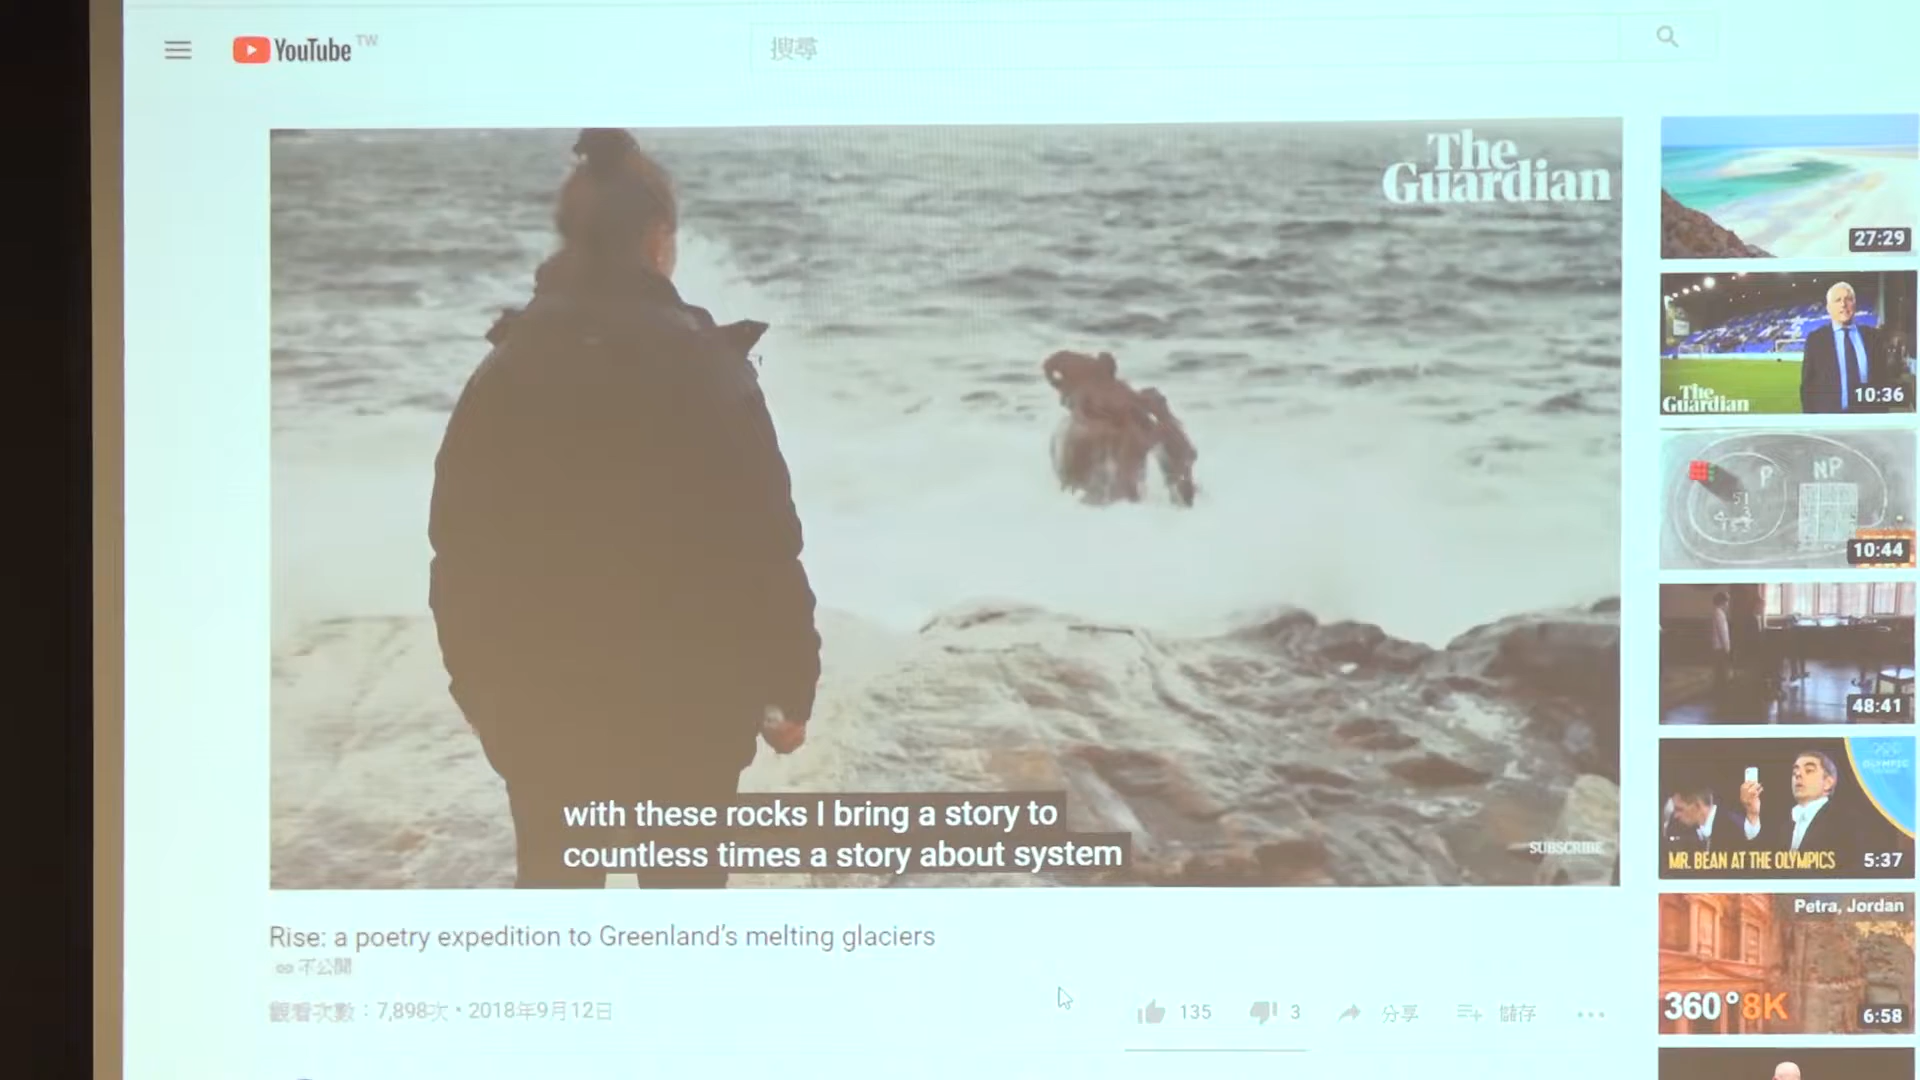 YouTube TW
搜尋
The
Guardian
with these rocks I bring a story to
countless times a story about system
SUBSCRIBE
Rise: a poetry expedition to Greenland's melting glaciers
不公開
觀看次數：7,898次・2018年9月12日
135
3
分享
儲存
27:29
The
Guardian
10:36
P
NP
10:44
48:41
OLYMPIC
MR. BEAN AT THE OLYMPICS
5:37
Petra, Jordan
360° 8K
6:58